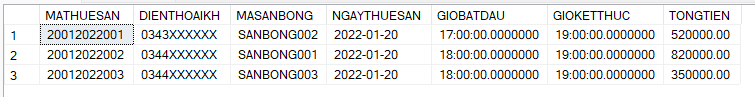 MATHUESAN DIENTHOAIKH MASANBONG NGAYTHUESAN GIOBATDAU GIOKETTHUC TONGTIEN
1 20012022001 0343XXXXXX SANBONG002 2022-01-20 17:00:00.0000000 19:00:00.0000000 520000.00
2 20012022002 0344XXXXXX SANBONG001 2022-01-20 18:00:00.0000000 19:00:00.0000000 820000.00
3 20012022003 0344XXXXXX SANBONG003 2022-01-20 18:00:00.0000000 19:00:00.0000000 350000.00